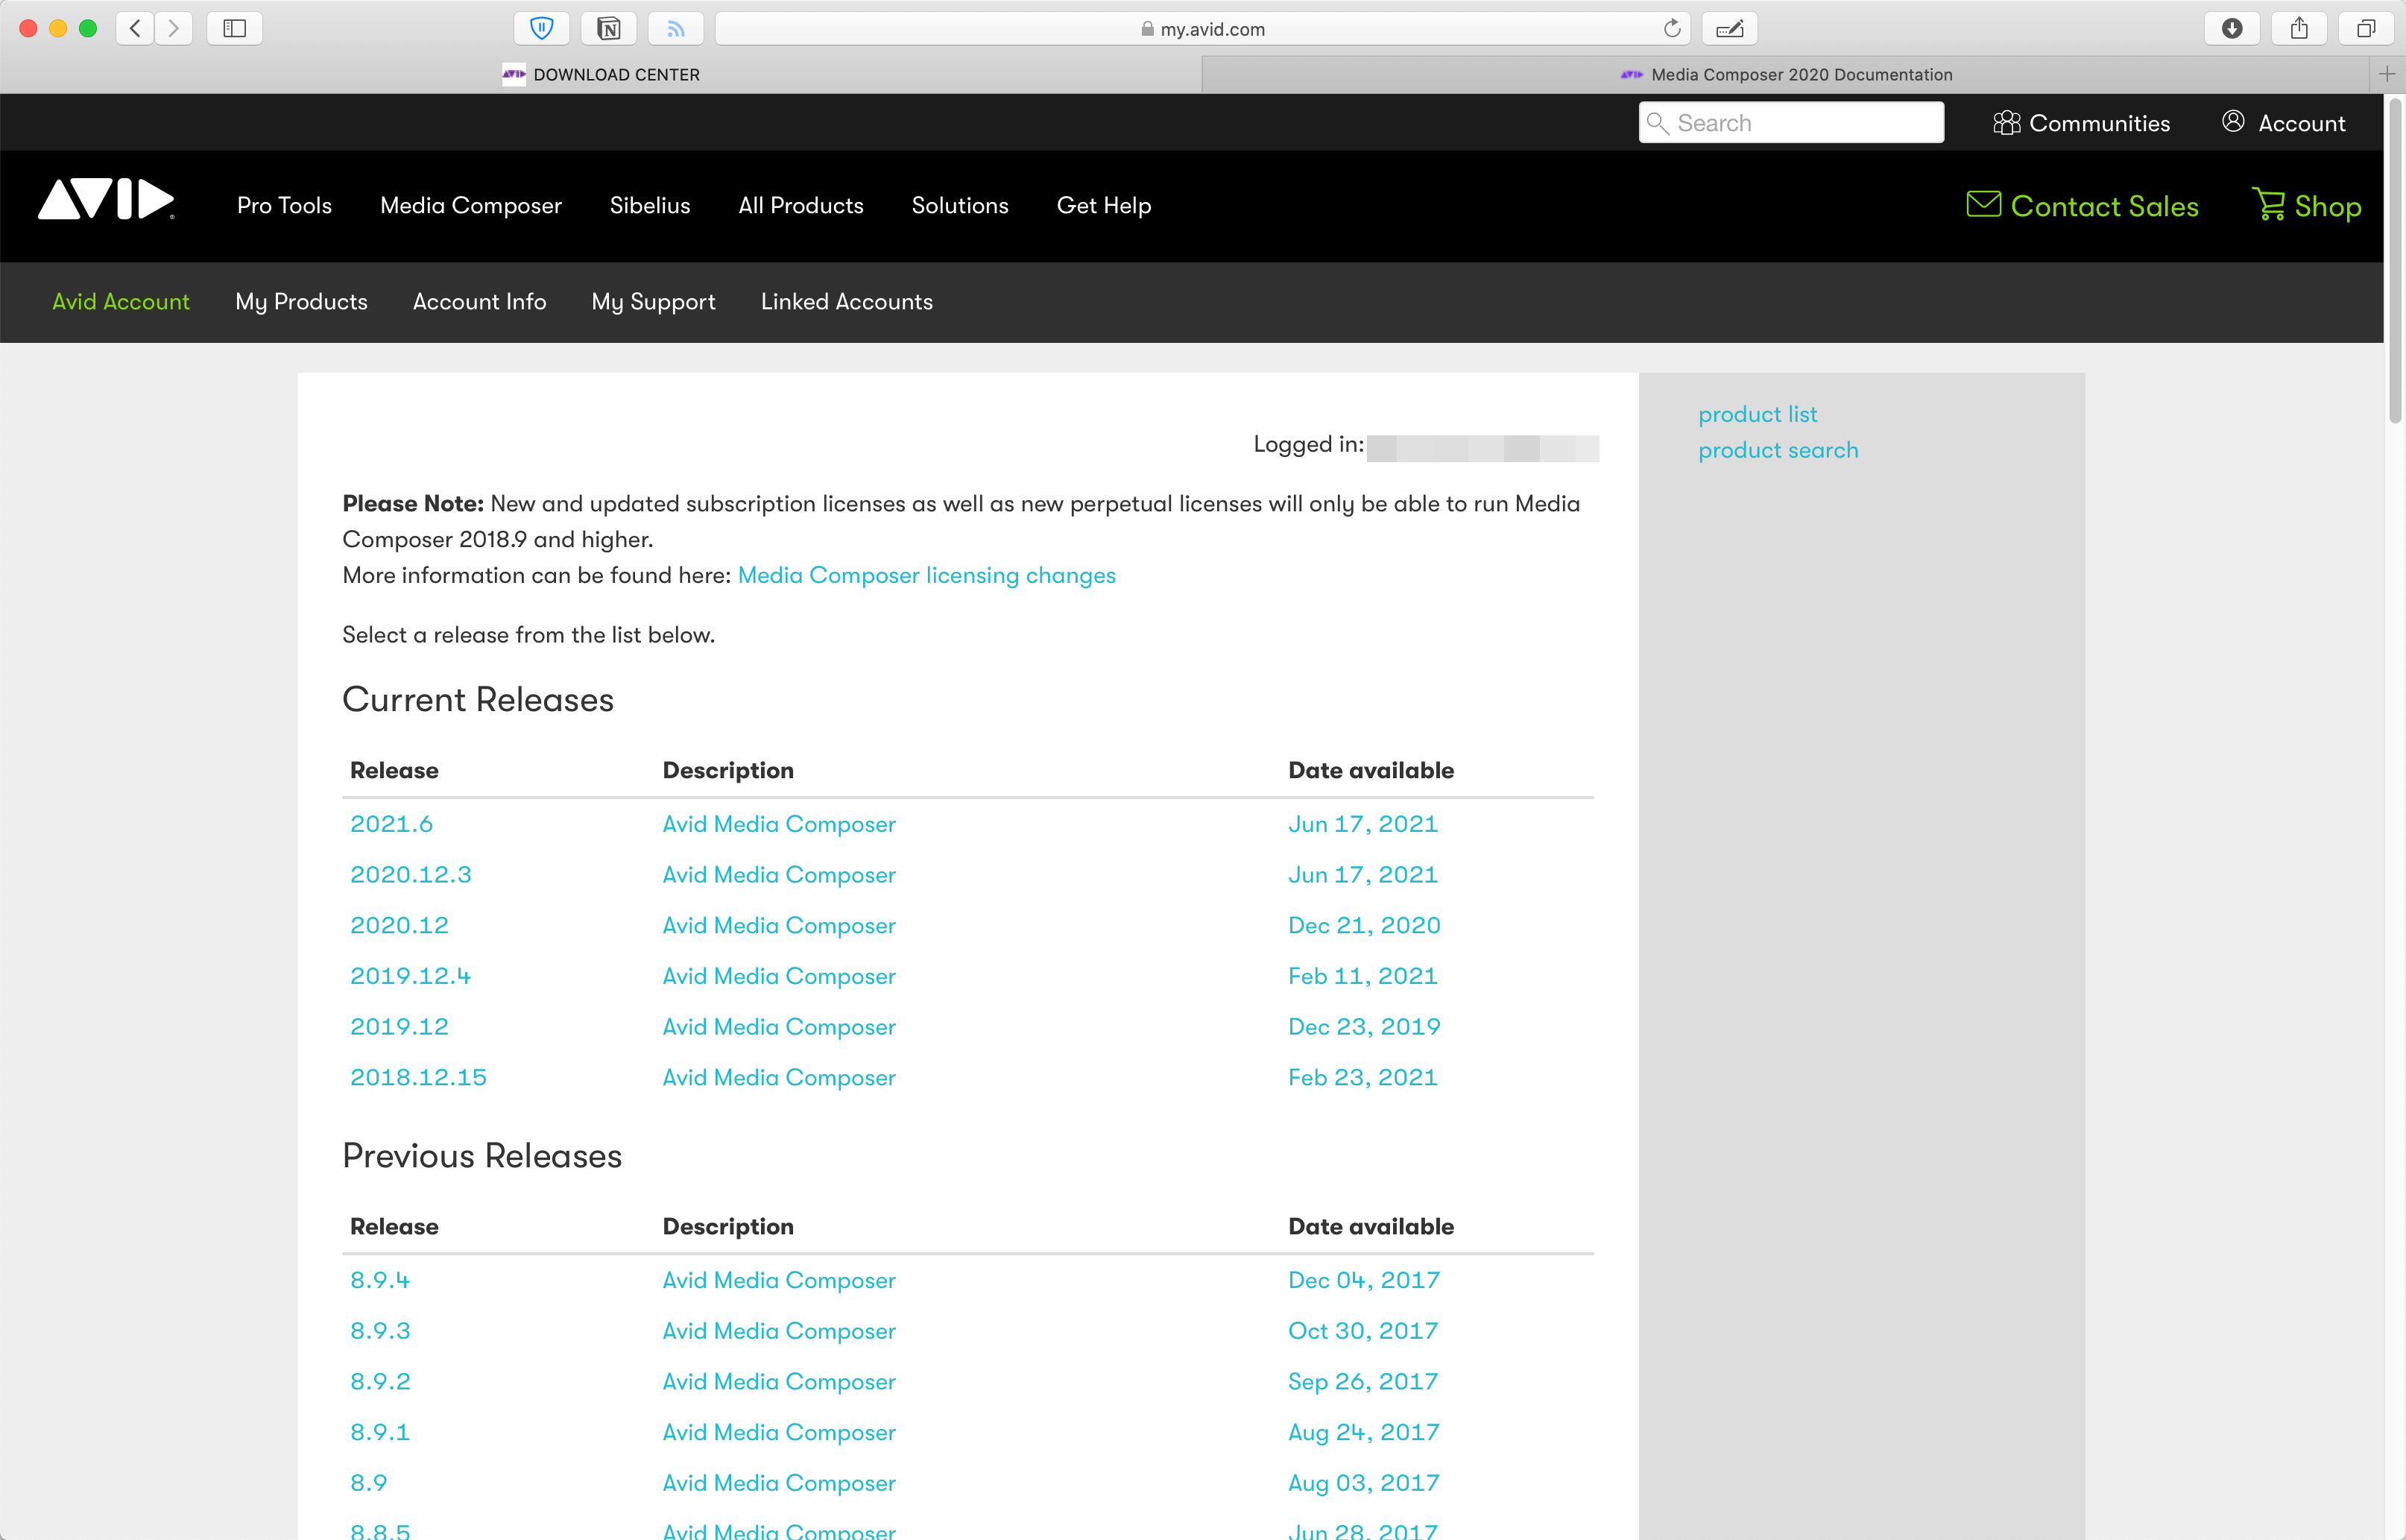 my.avid.com
DOWNLOAD CENTER
Media Composer 2020 Documentation
Search
Communities
Account
AVID
Pro Tools
Media Composer
Sibelius
All Products
Solutions
Get Help
Contact Sales
Shop
Avid Account
My Products
Account Info
My Support
Linked Accounts
product list
product search
Logged in:
Please Note: New and updated subscription licenses as well as new perpetual licenses will only be able to run Media
Composer 2018.9 and higher.
More information can be found here: Media Composer licensing changes
Select a release from the list below.
Current Releases
Release Description Date available
2021.6 Avid Media Composer Jun 17, 2021
2020.12.3 Avid Media Composer Jun 17, 2021
2020.12 Avid Media Composer Dec 21, 2020
2019.12.4 Avid Media Composer Feb 11, 2021
2019.12 Avid Media Composer Dec 23, 2019
2018.12.15 Avid Media Composer Feb 23, 2021
Previous Releases
Release Description Date available
8.9.4 Avid Media Composer Dec 04, 2017
8.9.3 Avid Media Composer Oct 30, 2017
8.9.2 Avid Media Composer Sep 26, 2017
8.9.1 Avid Media Composer Aug 24, 2017
8.9 Avid Media Composer Aug 03, 2017
8.8.5 Avid Media Composer Jun 28, 2017